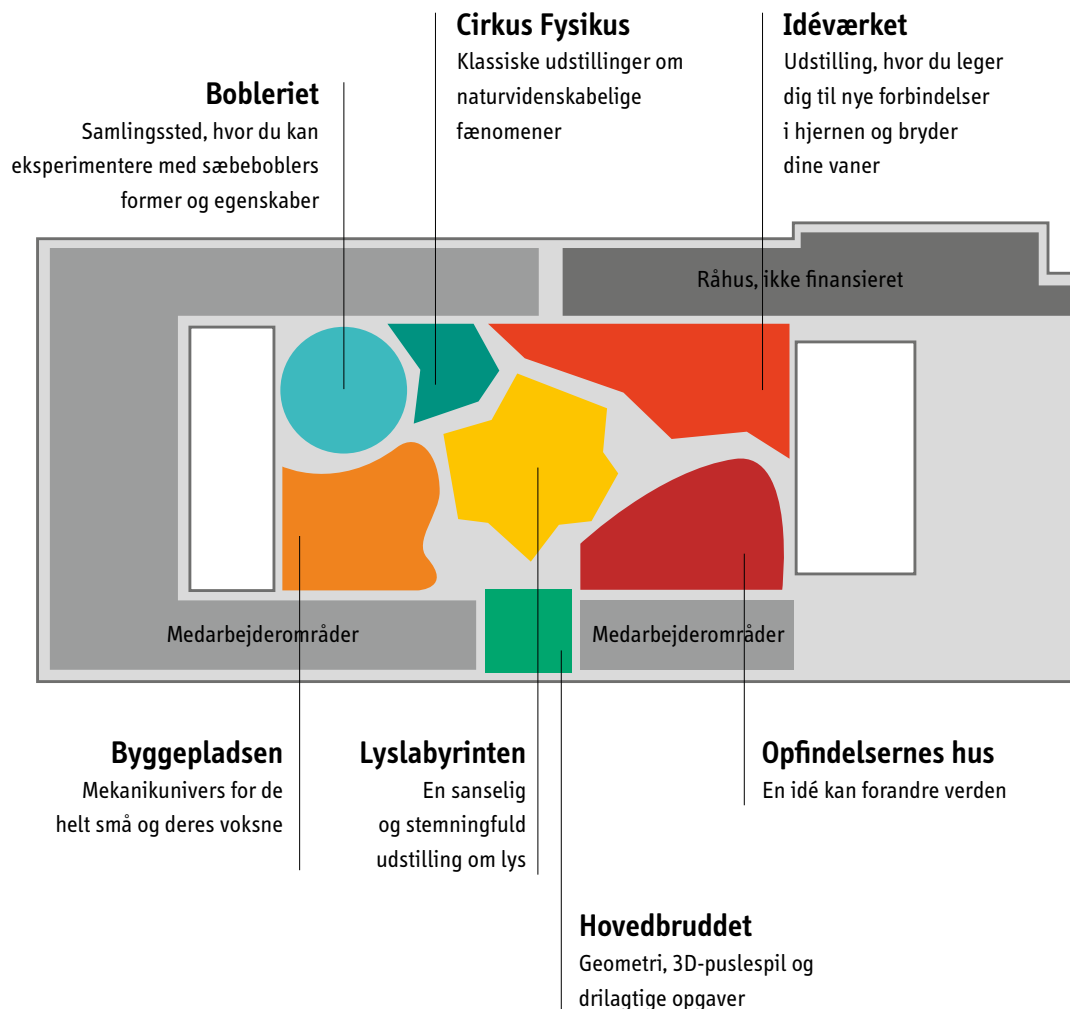 Cirkus Fysikus
Klassiske udstillinger om
naturvidenskabelige
fænomener
Idéværket
Udstilling, hvor du leger
dig til nye forbindelser
i hjernen og bryder
dine vaner
Bobleriet
Samlingssted, hvor du kan
eksperimentere med sæbeboblers
former og egenskaber
Råhus, ikke finansieret
Medarbejderområder
Medarbejderområder
Byggepladsen
Mekanikunivers for de
helt små og deres voksne
Lyslabyrinten
En sanselig
og stemningfuld
udstilling om lys
Opfindelsernes hus
En idé kan forandre verden
Hovedbruddet
Geometri, 3D-puslespil og
drilagtige opgaver